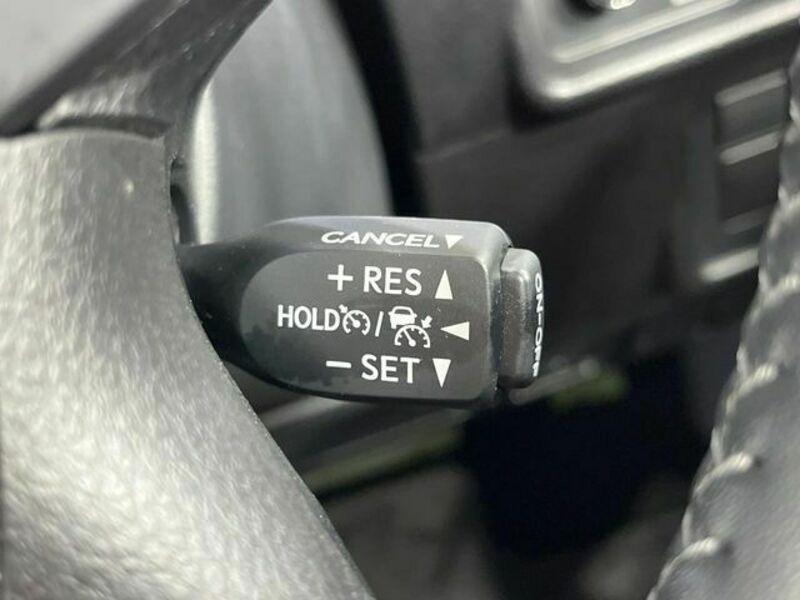 CANCEL▼
+ RES ▲
HOLD / ◀
− SET ▼
ON-OFF